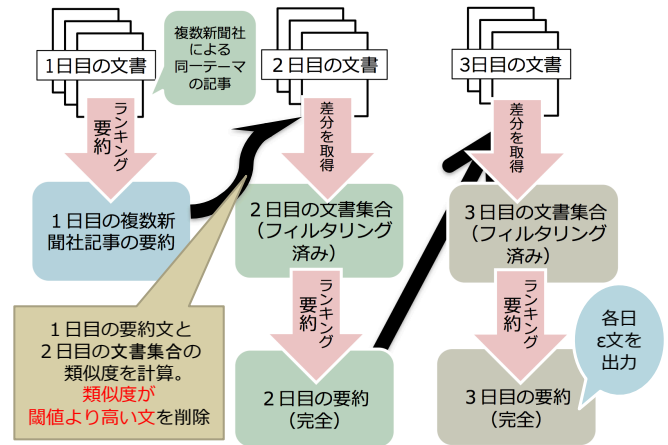 1日目の文書
複数新聞社
による
同一テーマ
の記事
ランキング
要約
1日目の複数新
聞社記事の要約
1日目の要約文と
2日目の文書集合の
類似度を計算。
類似度が
閾値より高い文を削除
2日目の文書
差分を取得
2日目の文書集合
(フィルタリング
済み)
ランキング
要約
2日目の要約
(完全)
3日目の文書
差分を取得
3日目の文書集合
(フィルタリング
済み)
ランキング
要約
各日
ε文を
出力
3日目の要約
(完全)